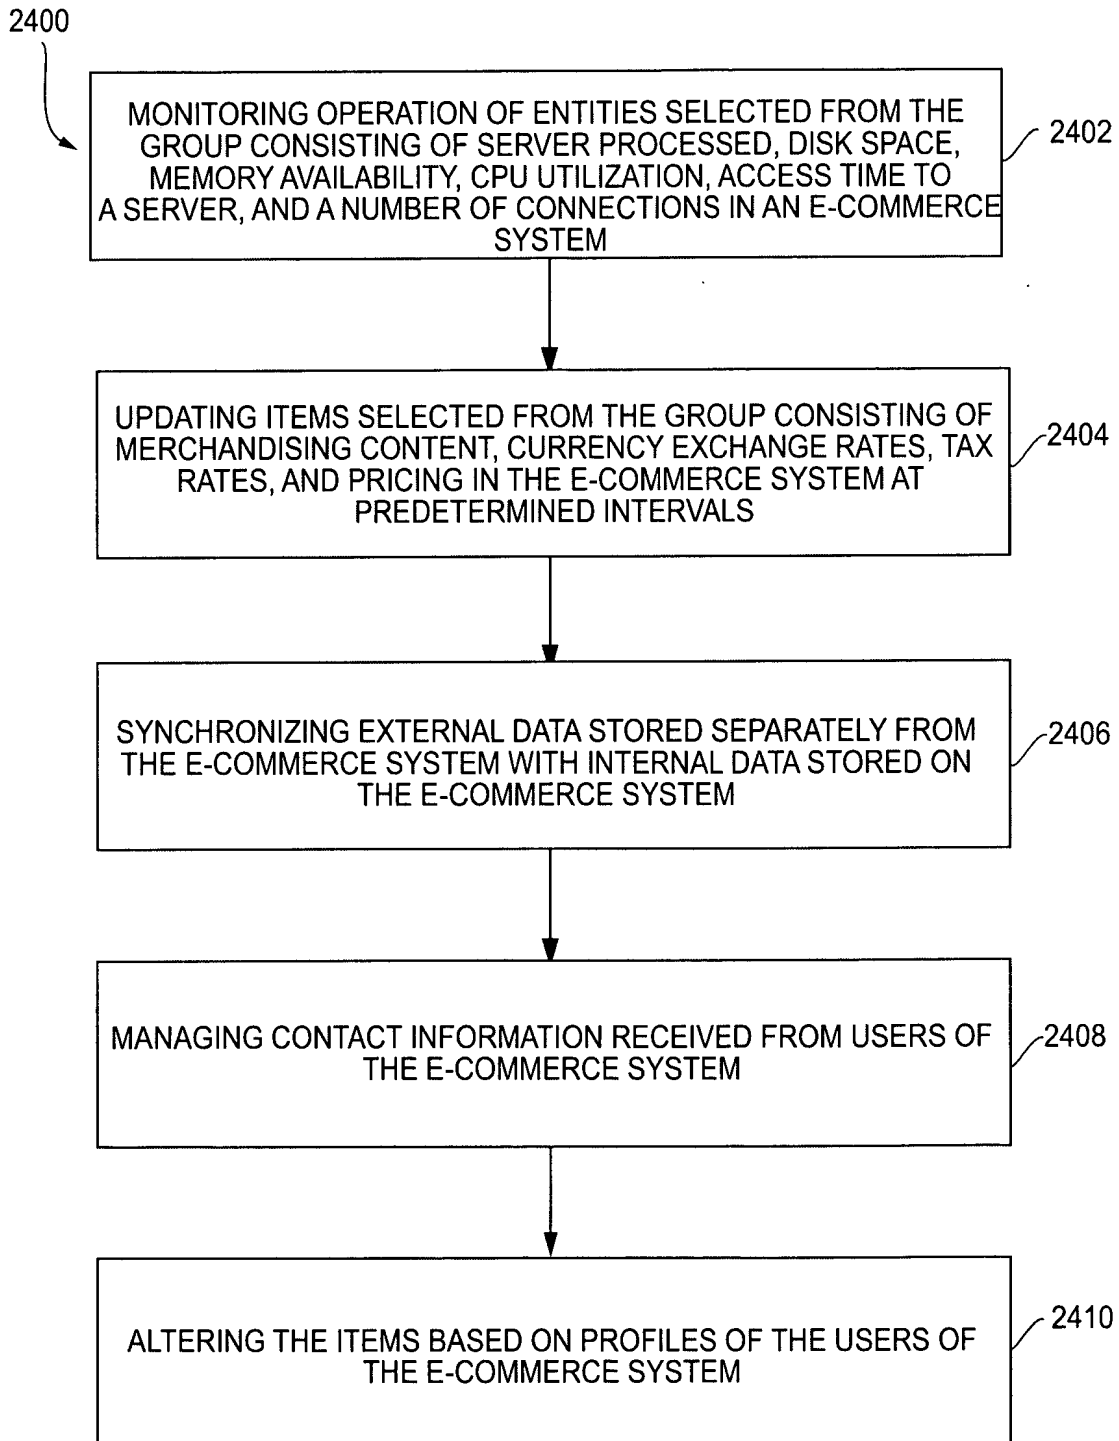 2400
MONITORING OPERATION OF ENTITIES SELECTED FROM THE
GROUP CONSISTING OF SERVER PROCESSED, DISK SPACE,
MEMORY AVAILABILITY, CPU UTILIZATION, ACCESS TIME TO
A SERVER, AND A NUMBER OF CONNECTIONS IN AN E-COMMERCE
SYSTEM
2402
UPDATING ITEMS SELECTED FROM THE GROUP CONSISTING OF
MERCHANDISING CONTENT, CURRENCY EXCHANGE RATES, TAX
RATES, AND PRICING IN THE E-COMMERCE SYSTEM AT
PREDETERMINED INTERVALS
2404
SYNCHRONIZING EXTERNAL DATA STORED SEPARATELY FROM
THE E-COMMERCE SYSTEM WITH INTERNAL DATA STORED ON
THE E-COMMERCE SYSTEM
2406
MANAGING CONTACT INFORMATION RECEIVED FROM USERS OF
THE E-COMMERCE SYSTEM
2408
ALTERING THE ITEMS BASED ON PROFILES OF THE USERS OF
THE E-COMMERCE SYSTEM
2410